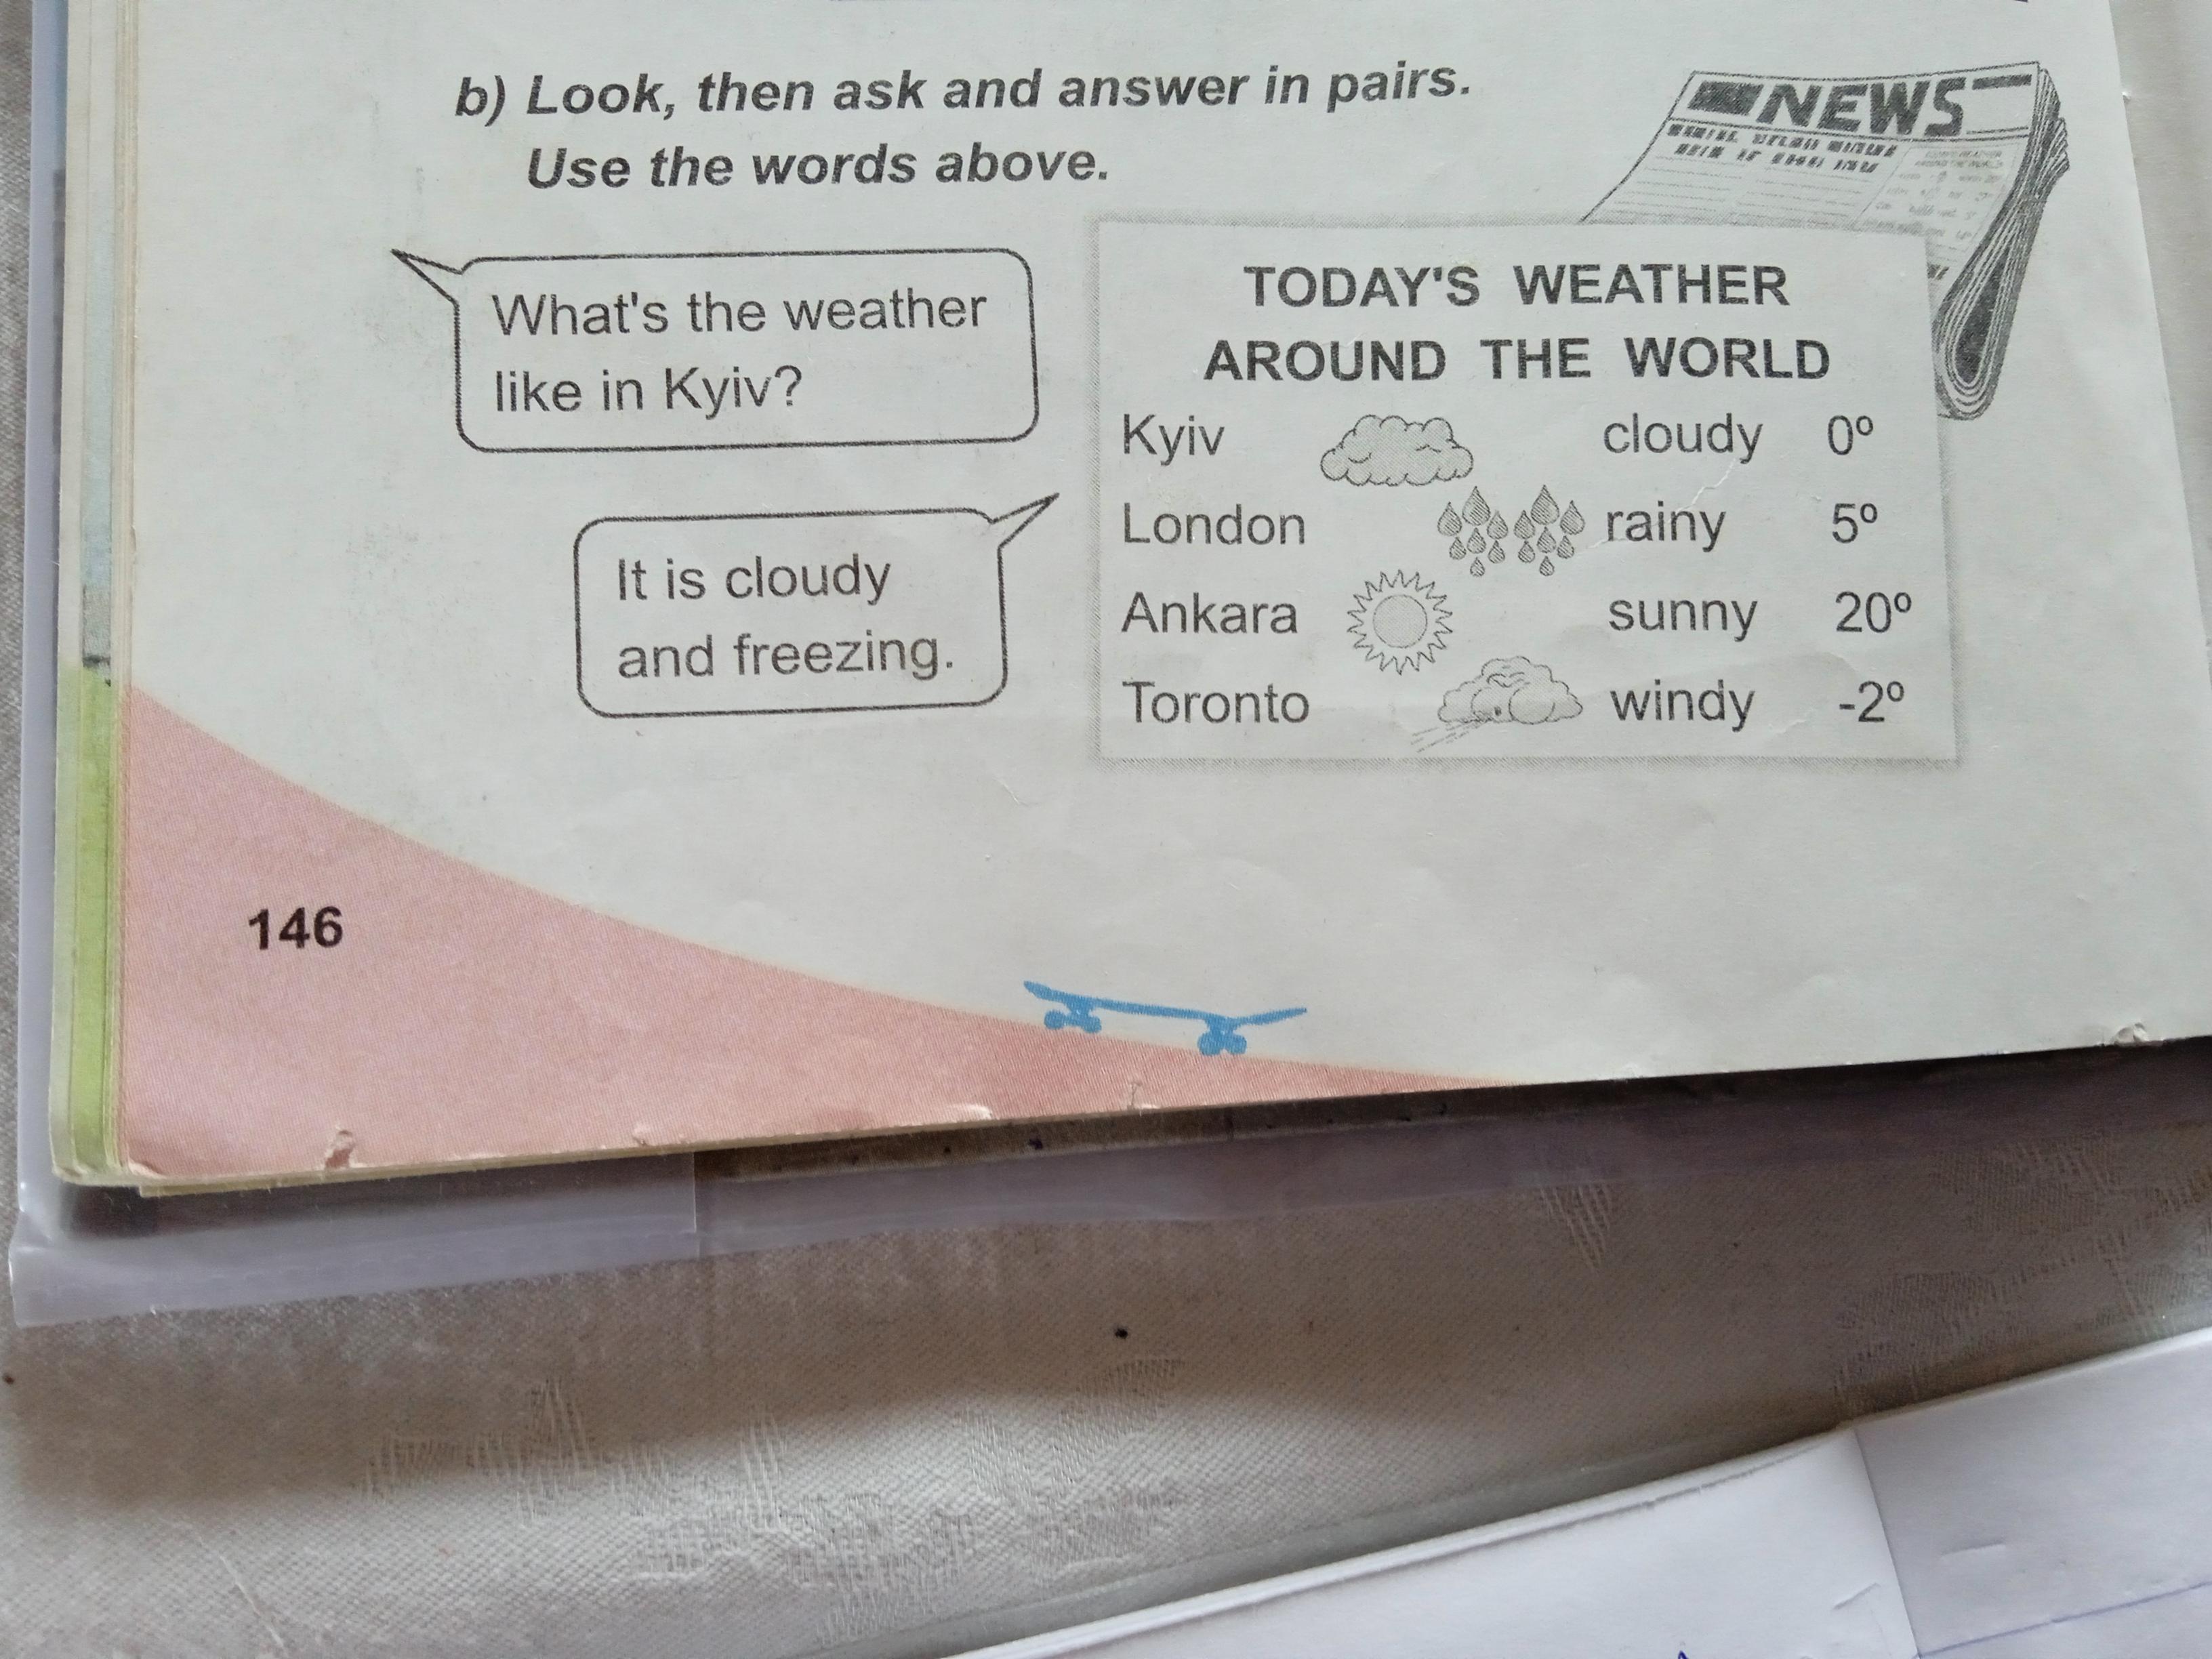 b) Look, then ask and answer in pairs.
Use the words above.
NEWS
What's the weather
like in Kyiv?
It is cloudy
and freezing.
TODAY'S WEATHER
AROUND THE WORLD
Kyiv cloudy 0º
London rainy 5º
Ankara sunny 20º
Toronto windy -2º
146